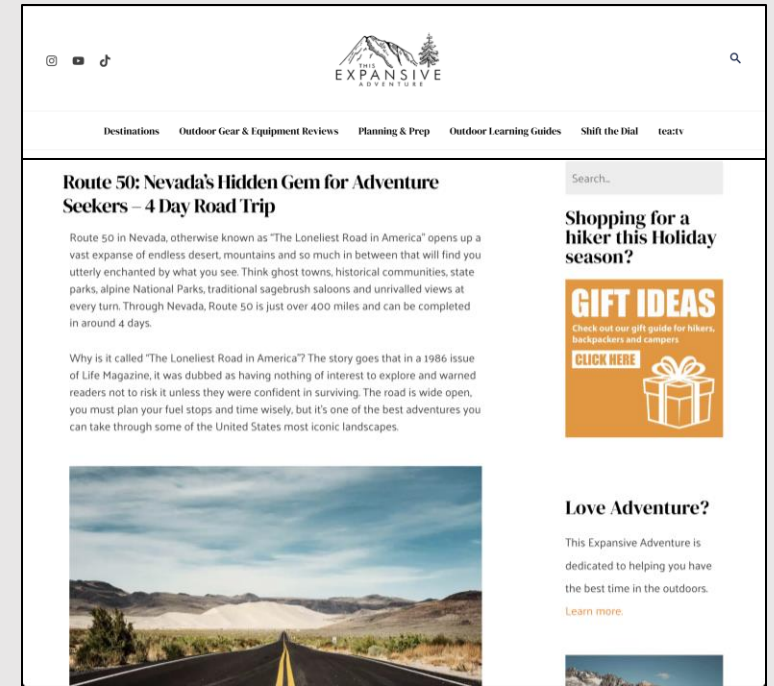 THIS
EXPANSIVE
ADVENTURE
Destinations Outdoor Gear & Equipment Reviews Planning & Prep Outdoor Learning Guides Shift the Dial tea:tv
Route 50: Nevada's Hidden Gem for Adventure
Seekers – 4 Day Road Trip
Route 50 in Nevada, otherwise known as "The Loneliest Road in America" opens up a
vast expanse of endless desert, mountains and so much in between that will find you
utterly enchanted by what you see. Think ghost towns, historical communities, state
parks, alpine National Parks, traditional sagebrush saloons and unrivalled views at
every turn. Through Nevada, Route 50 is just over 400 miles and can be completed
in around 4 days.
Why is it called "The Loneliest Road in America"? The story goes that in a 1986 issue
of Life Magazine, it was dubbed as having nothing of interest to explore and warned
readers not to risk it unless they were confident in surviving. The road is wide open,
you must plan your fuel stops and time wisely, but it's one of the best adventures you
can take through some of the United States most iconic landscapes.
Search...
Shopping for a
hiker this Holiday
season?
GIFT IDEAS
Check out our gift guide for hikers,
backpackers and campers
CLICK HERE
Love Adventure?
This Expansive Adventure is
dedicated to helping you have
the best time in the outdoors.
Learn more.